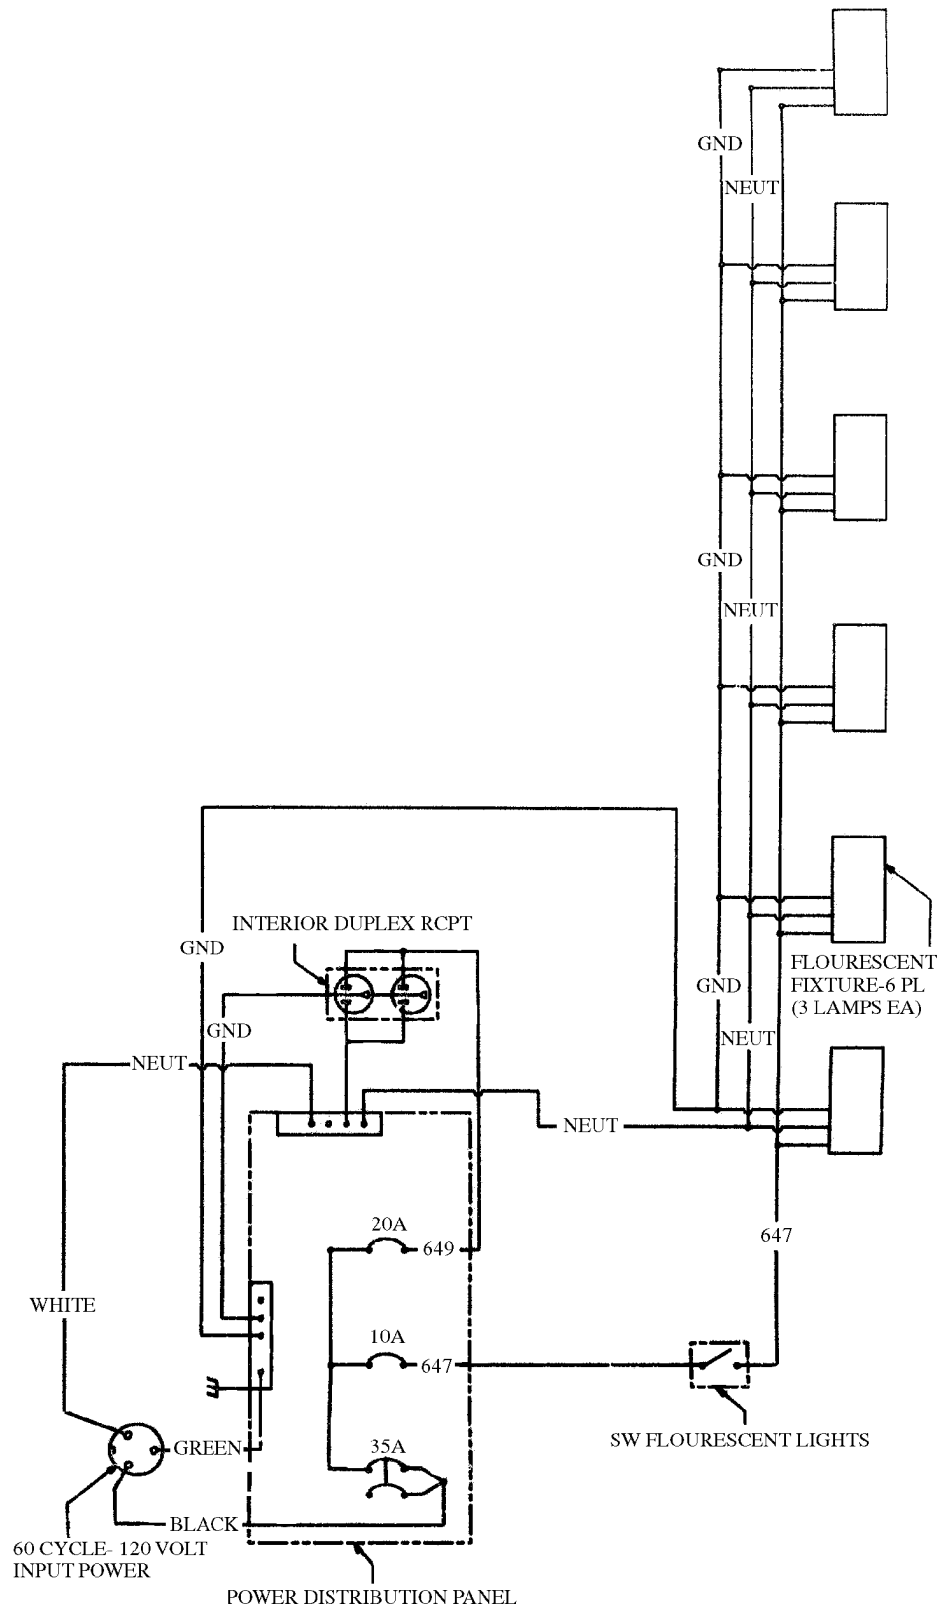 GND
NEUT
GND
NEUT
INTERIOR DUPLEX RCPT
GND
FLOURESCENT
FIXTURE-6 PL
(3 LAMPS EA)
GND
GND
NEUT
NEUT
NEUT
20A
649
647
WHITE
10A
647
SW FLOURESCENT LIGHTS
GREEN
35A
BLACK
60 CYCLE- 120 VOLT
INPUT POWER
POWER DISTRIBUTION PANEL